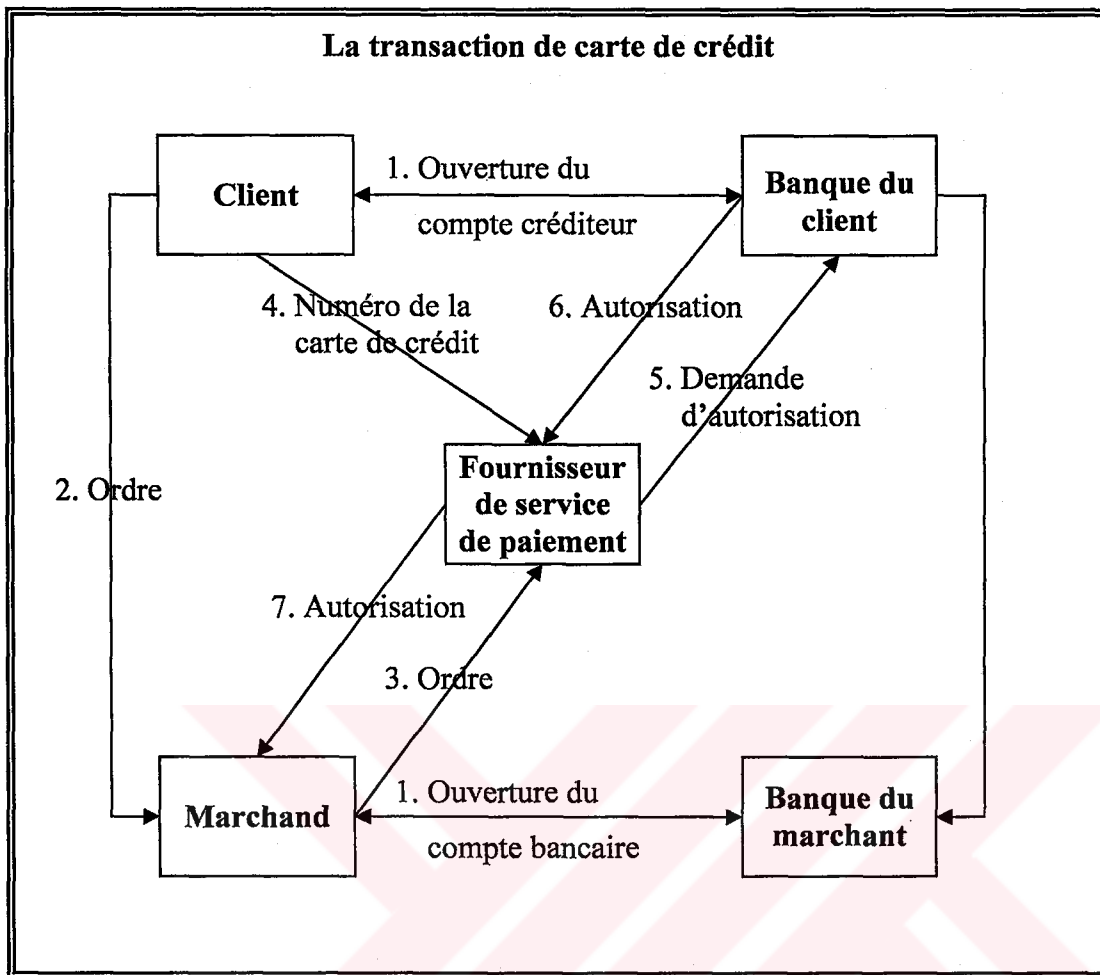 La transaction de carte de crédit
Client
1. Ouverture du
compte créditeur
Banque du
client
4. Numéro de la
carte de crédit
6. Autorisation
5. Demande
d'autorisation
2. Ordre
Fournisseur
de service
de paiement
7. Autorisation
3. Ordre
Marchand
1. Ouverture du
compte bancaire
Banque du
marchant